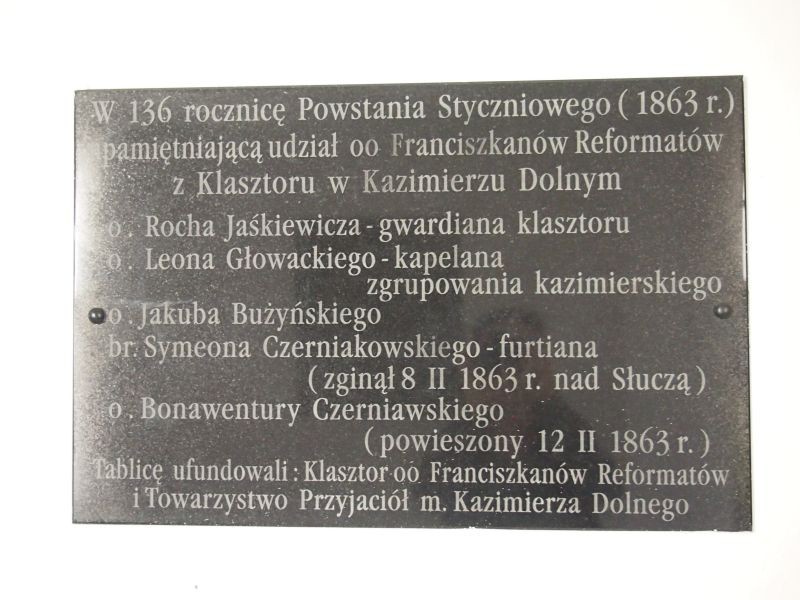 W 136 rocznicę Powstania Styczniowego ( 1863 r.)
pamiętniającą udział oo Franciszkanów Reformatów
z Klasztoru w Kazimierzu Dolnym
o. Rocha Jaśkiewicza - gwardiana klasztoru
o. Leona Głowackiego - kapelana
zgrupowania kazimierskiego
o. Jakuba Bużyńskiego
br. Symeona Czerniakowskiego - furtiana
( zginął 8 II 1863 r. nad Słuczą )
o. Bonawentury Czerniawskiego
( powieszony 12 II 1863 r. )
Tablicę ufundowali : Klasztor oo Franciszkanów Reformatów
i Towarzystwo Przyjaciół m. Kazimierza Dolnego